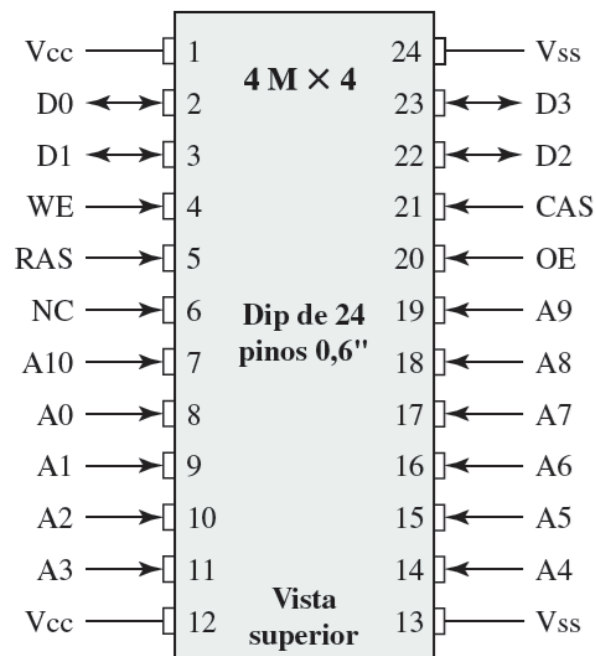 Vcc 1 24 Vss
4 M × 4
D0 2 23 D3
D1 3 22 D2
WE 4 21 CAS
RAS 5 20 OE
NC 6 19 A9
Dip de 24
pinos 0,6"
A10 7 18 A8
A0 8 17 A7
A1 9 16 A6
A2 10 15 A5
A3 11 14 A4
Vista
superior
Vcc 12 13 Vss